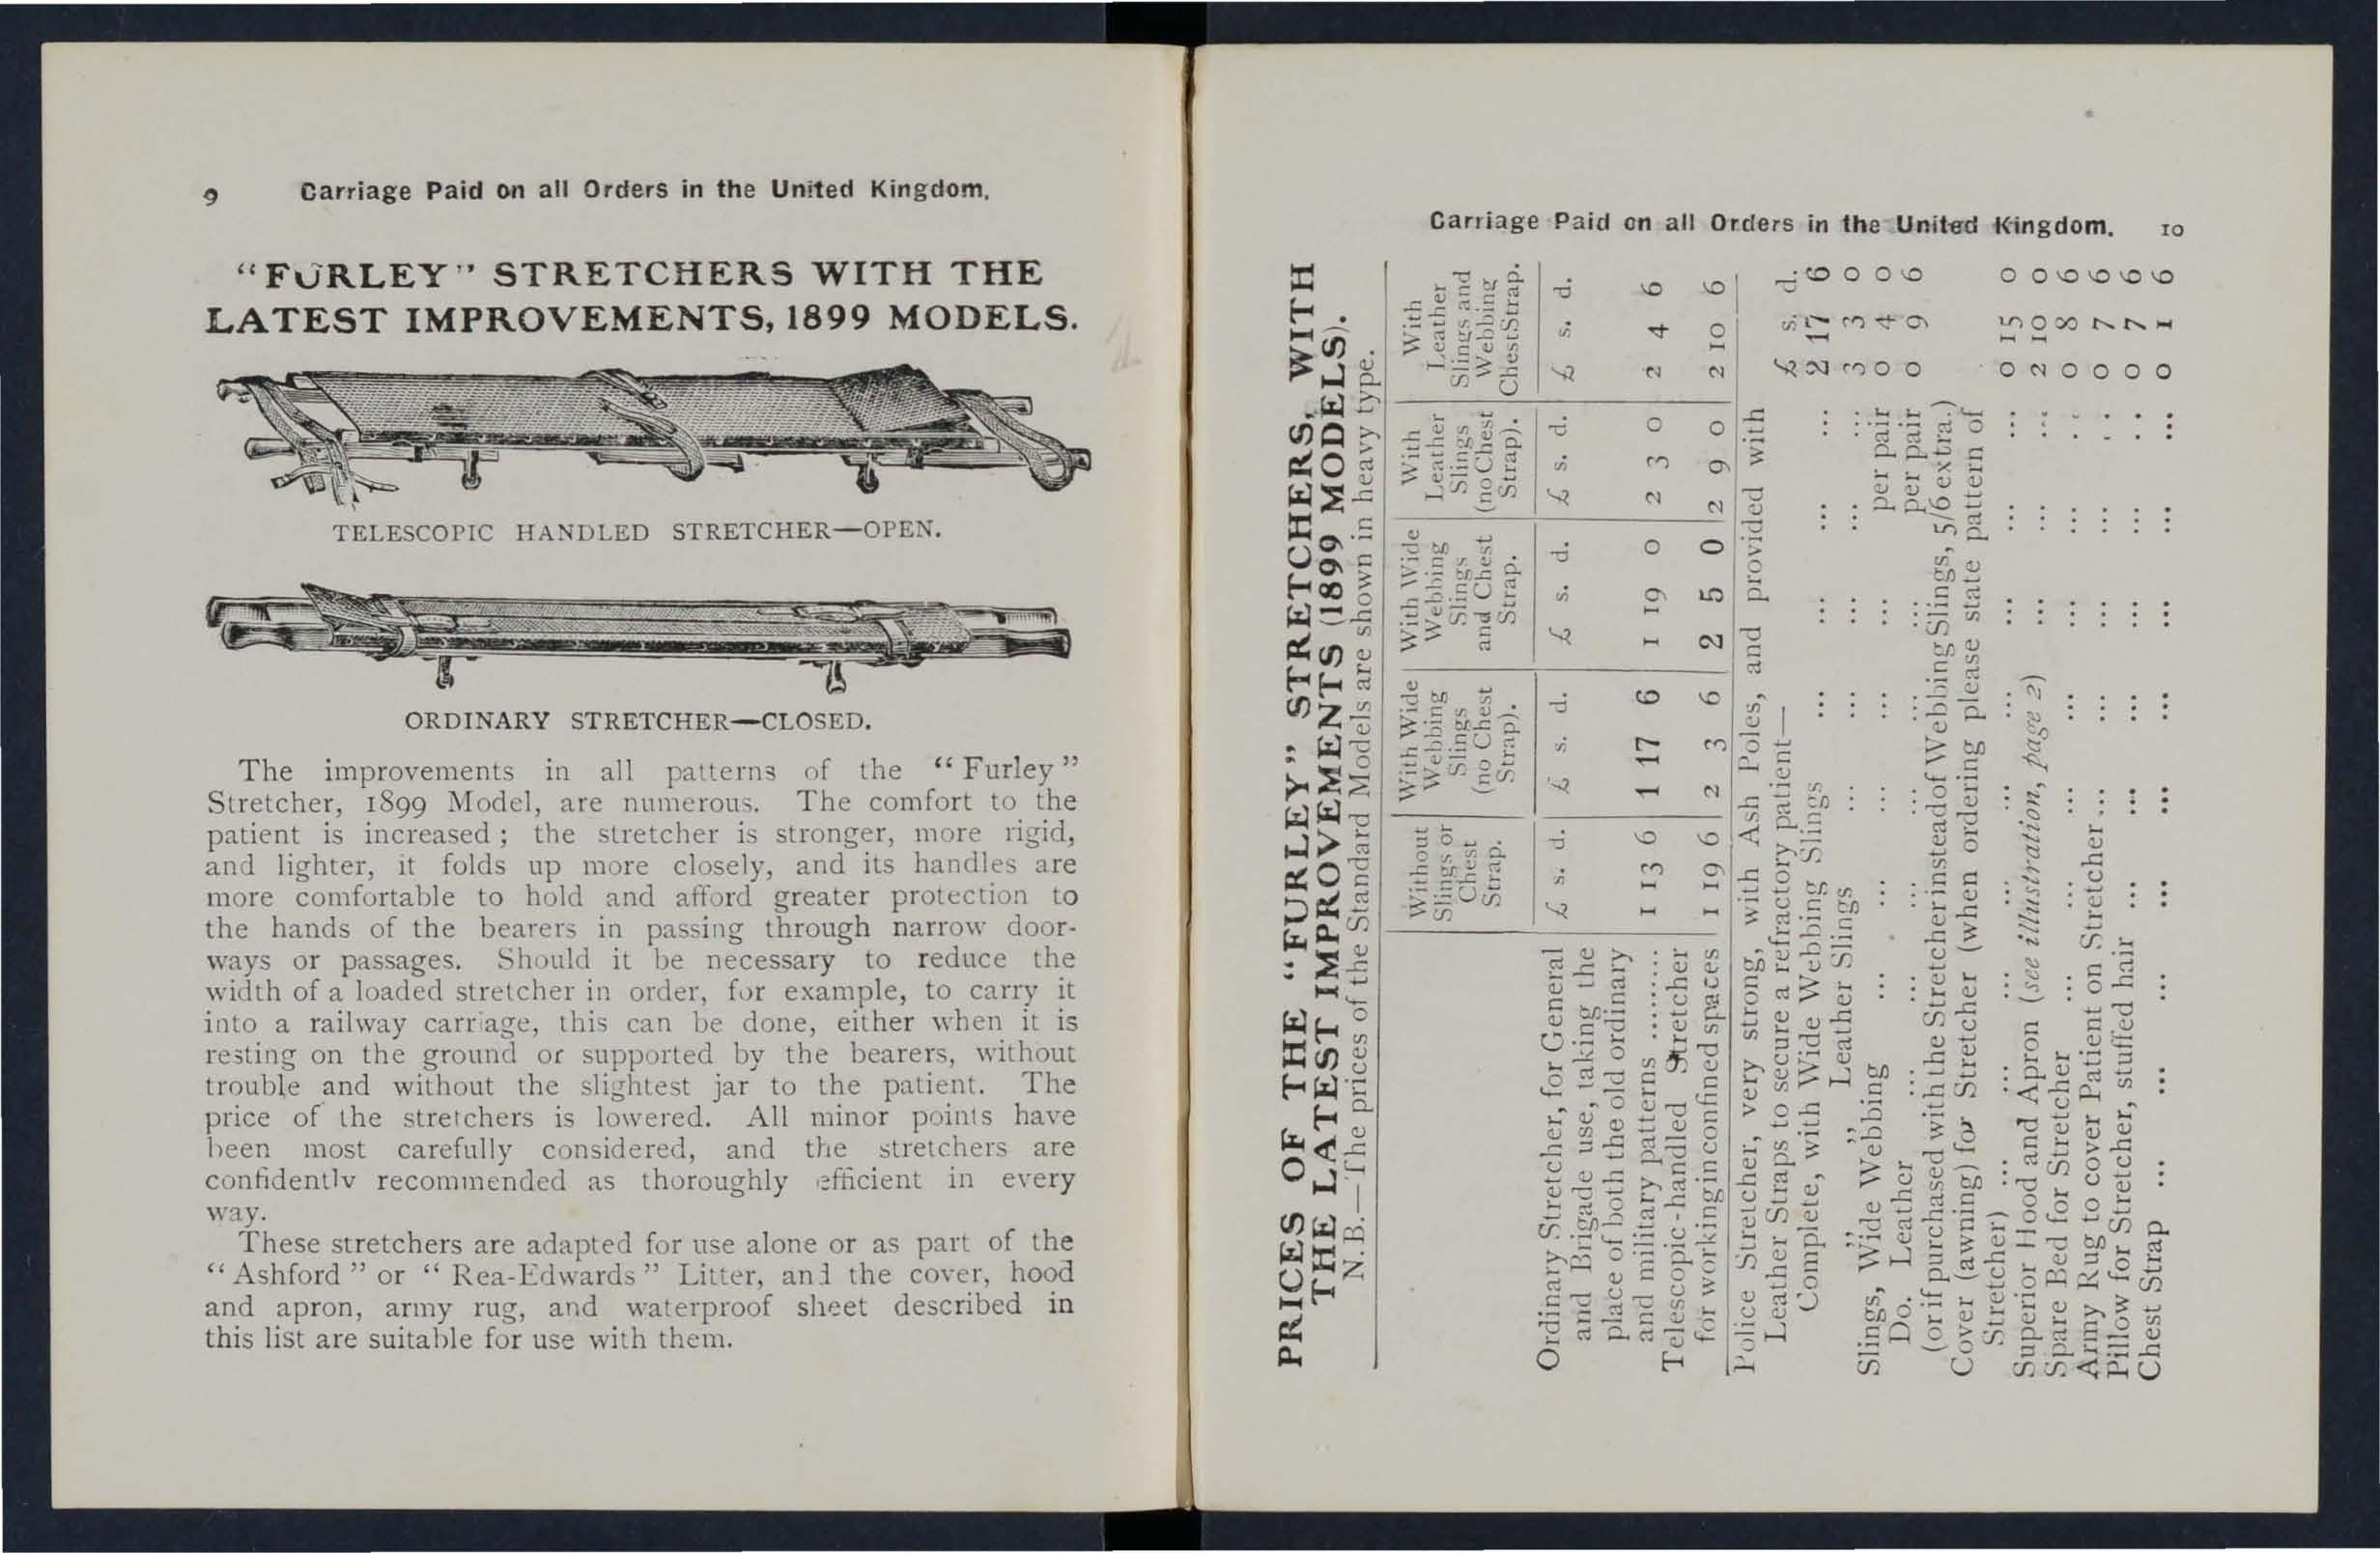 9 Carriage Paid on all Orders in the United Kingdom.
"FURLEY" STRETCHERS WITH THE
LATEST IMPROVEMENTS, 1899 MODELS.
TELESCOPIC HANDLED STRETCHER—OPEN.
ORDINARY STRETCHER—CLOSED.
The improvements in all patterns of the "Furley"
Stretcher, 1899 Model, are numerous. The comfort to the
patient is increased; the stretcher is stronger, more rigid,
and lighter, it folds up more closely, and its handles are
more comfortable to hold and afford greater protection to
the hands of the bearers in passing through narrow door-
ways or passages. Should it be necessary to reduce the
width of a loaded stretcher in order, for example, to carry it
into a railway carriage, this can be done, either when it is
resting on the ground or supported by the bearers, without
trouble and without the slightest jar to the patient. The
price of the stretchers is lowered. All minor points have
been most carefully considered, and the stretchers are
confidently recommended as thoroughly efficient in every
way.
These stretchers are adapted for use alone or as part of the
"Ashford" or "Rea-Edwards" Litter, and the cover, hood
and apron, army rug, and waterproof sheet described in
this list are suitable for use with them.
Carriage Paid on all Orders in the United Kingdom. 10
PRICES OF THE "FURLEY" STRETCHERS, WITH
THE LATEST IMPROVEMENTS (1899 MODELS).
N.B.—The prices of the Standard Models are shown in heavy type.
Without Slings or Chest Strap.
With Wide Webbing Slings (no Chest Strap).
With Wide Webbing Slings and Chest Strap.
With Leather Slings (no Chest Strap).
With Leather Slings and Webbing Chest Strap.
£ s. d. £ s. d. £ s. d. £ s. d. £ s. d.
Ordinary Stretcher, for General
and Brigade use, taking the
place of both the old ordinary
and military patterns ......... 1 13 6 1 17 6 1 19 0 2 3 0 2 4 6
Telescopic-handled Stretcher
for working in confined spaces 1 19 6 2 3 6 2 5 0 2 9 0 2 10 6
Police Stretcher, very strong, with Ash Poles, and provided with
Leather Straps to secure a refractory patient— £ s. d.
Complete, with Wide Webbing Slings ... ... ... ... 2 17 6
" " Leather Slings ... ... ... ... ... 3 3 0
Slings, Wide Webbing ... ... ... ... ... per pair 0 4 0
Do. Leather ... ... ... ... ... ... per pair 0 9 6
(or if purchased with the Stretcher instead of Webbing Slings, 5/6 extra.)
Cover (awning) for Stretcher (when ordering please state pattern of
Stretcher) ... ... ... ... ... ... ... ... ... 0 15 0
Superior Hood and Apron (see illustration, page 2) ... ... ... 2 10 0
Spare Bed for Stretcher ... ... ... ... ... ... ... 0 8 6
Army Rug to cover Patient on Stretcher ... ... ... ... ... 0 7 6
Pillow for Stretcher, stuffed hair ... ... ... ... ... ... 0 7 6
Chest Strap ... ... ... ... ... ... ... ... ... 0 1 6